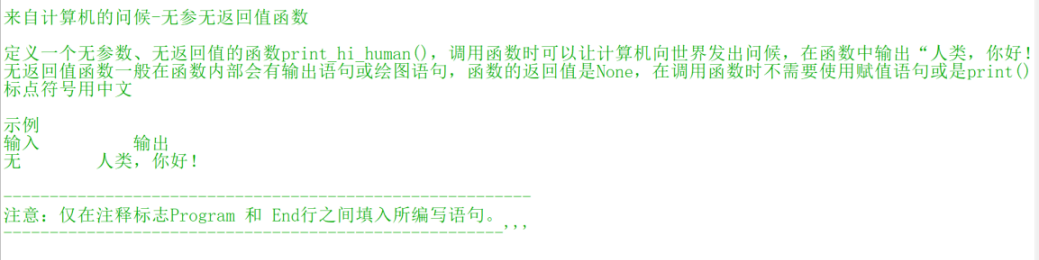 来自计算机的问候-无参无返回值函数
定义一个无参数、无返回值的函数print_hi_human(),调用函数时可以让计算机向世界发出问候,在函数中输出“人类,你好!
无返回值函数一般在函数内部会有输出语句或绘图语句,函数的返回值是None,在调用函数时不需要使用赋值语句或是print()
标点符号用中文
示例
输入 输出
无 人类,你好!
----------------------------------------------------------
注意:仅在注释标志Program 和 End行之间填入所编写语句。
-------------------------------------------------------'''